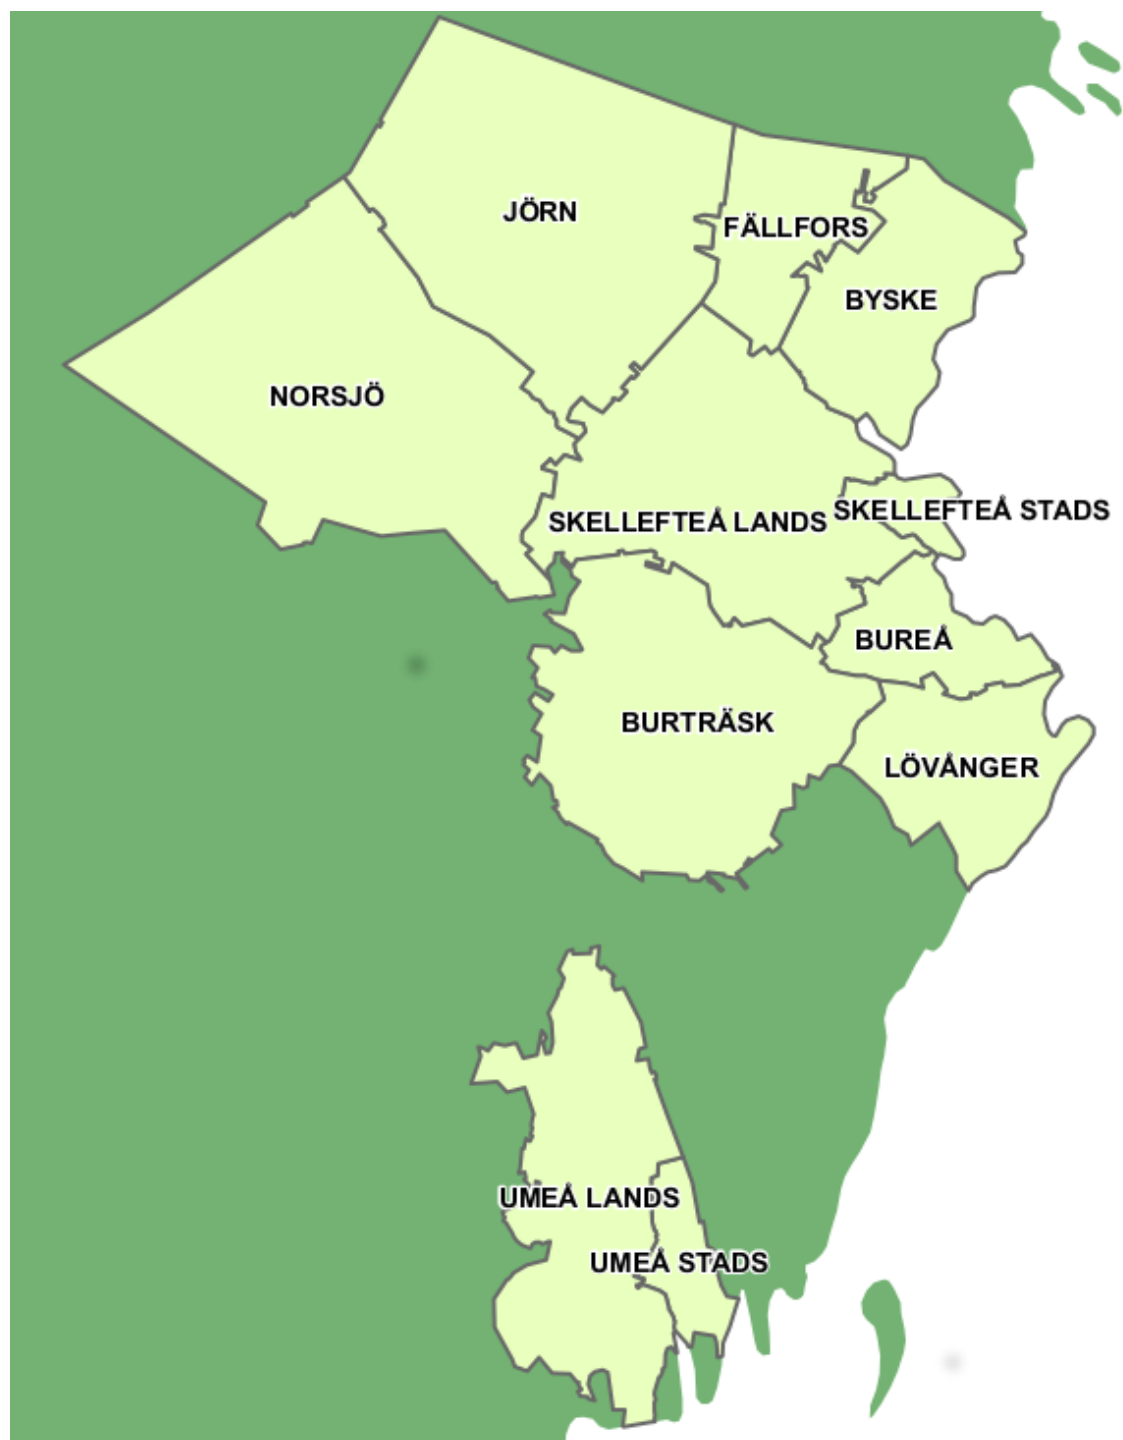 JÖRN
FÄLLFORS
BYSKE
NORSJÖ
SKELLEFTEÅ STADS
SKELLEFTEÅ LANDS
BUREÅ
BURTRÄSK
LÖVÅNGER
UMEÅ LANDS
UMEÅ STADS